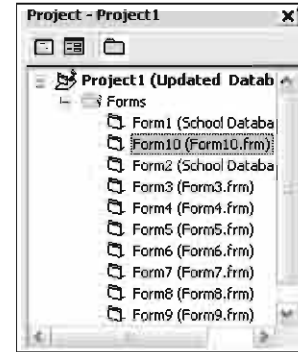 Project - Project1
Project1 (Updated Datab
Forms
Form1 (School Databa
Form10 (Form10.frm)
Form2 (School Databa
Form3 (Form3.frm)
Form4 (Form4.frm)
Form5 (Form5.frm)
Form6 (Form6.frm)
Form7 (Form7.frm)
Form8 (Form8.frm)
Form9 (Form9.frm)